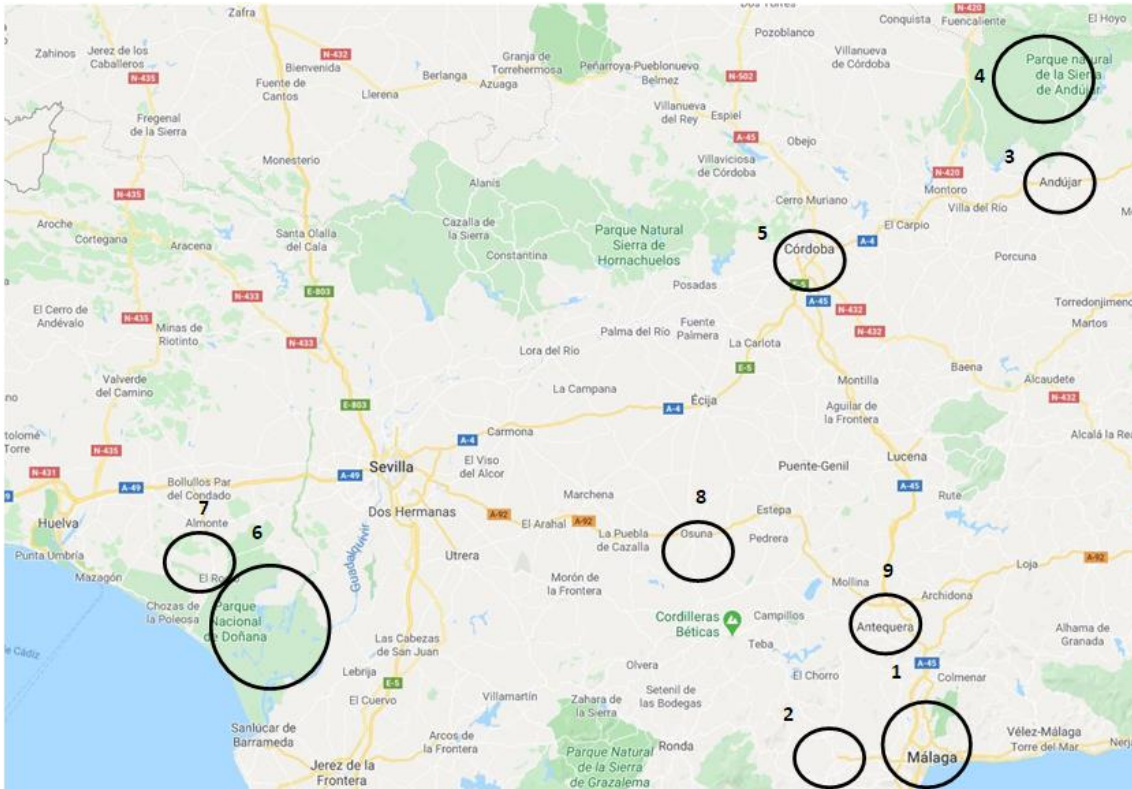 Zafra
Dos Torres
Pozoblanco
Conquista
N-420
Fuencaliente
El Hoyo
Zahinos
Jerez de los
Caballeros
N-432
Bienvenida
Granja de
Torrehermosa
Peñarroya-Pueblonuevo
Belmez
Villanueva
de Córdoba
4
Parque natural
de la Sierra
de Andújar
N-435
Fuente de
Cantos
Llerena
Berlanga
Azuaga
N-502
Villanueva
del Rey
Espiel
Fregenal
de la Sierra
A-45
Obejo
Monesterio
Villaviciosa
de Córdoba
3
N-420
Andújar
Alanis
Montoro
N-435
Cerro Muriano
Villa del Río
Aroche
Cortegana
Aracena
Santa Olalla
del Cala
Cazalla de
la Sierra
Constantina
Parque Natural
Sierra de
Hornachuelos
5
Córdoba
El Carpio
A-4
Porcuna
E-803
N-433
Posadas
A-45
N-432
Torredonjimeno
El Cerro de
Andévalo
N-435
Minas de
Riotinto
N-433
Palma del Río
Fuente
Palmera
N-432
Martos
Lora del Río
La Carlota
Valverde
del Camino
La Campana
E-5
Baena
Alcaudete
Montilla
N-432
E-803
A-4
Écija
Aguilar de
la Frontera
Carmona
N-435
A-4
Alcalá la Rea
N-431
A-49
Bollullos Par
del Condado
A-49
Sevilla
El Viso
del Alcor
Puente-Genil
Lucena
A-45
Rute
Huelva
7
Almonte
6
Dos Hermanas
Marchena
8
Estepa
A-92
El Arahal
A-92
La Puebla
de Cazalla
Osuna
Pedrera
Punta Umbría
Mazagón
El Rocío
Guadalquivir
Utrera
Morón de
la Frontera
Mollina
9
Loja
A-92
Archidona
Chozas de
la Poleosa
Parque
Nacional
de Doñana
Cordilleras
Béticas
Campillos
Antequera
Teba
Alhama de
Granada
de Cádiz
Las Cabezas
de San Juan
Lebrija
E-5
Olvera
El Chorro
1
A-45
Colmenar
El Cuervo
Villamartín
Zahara de
la Sierra
Setenil de
las Bodegas
2
Sanlúcar de
Barrameda
Arcos de
la Frontera
Ronda
Málaga
Vélez-Málaga
Torre del Mar
Nerja
Jerez de la
Frontera
Parque Natural
de la Sierra
de Grazalema